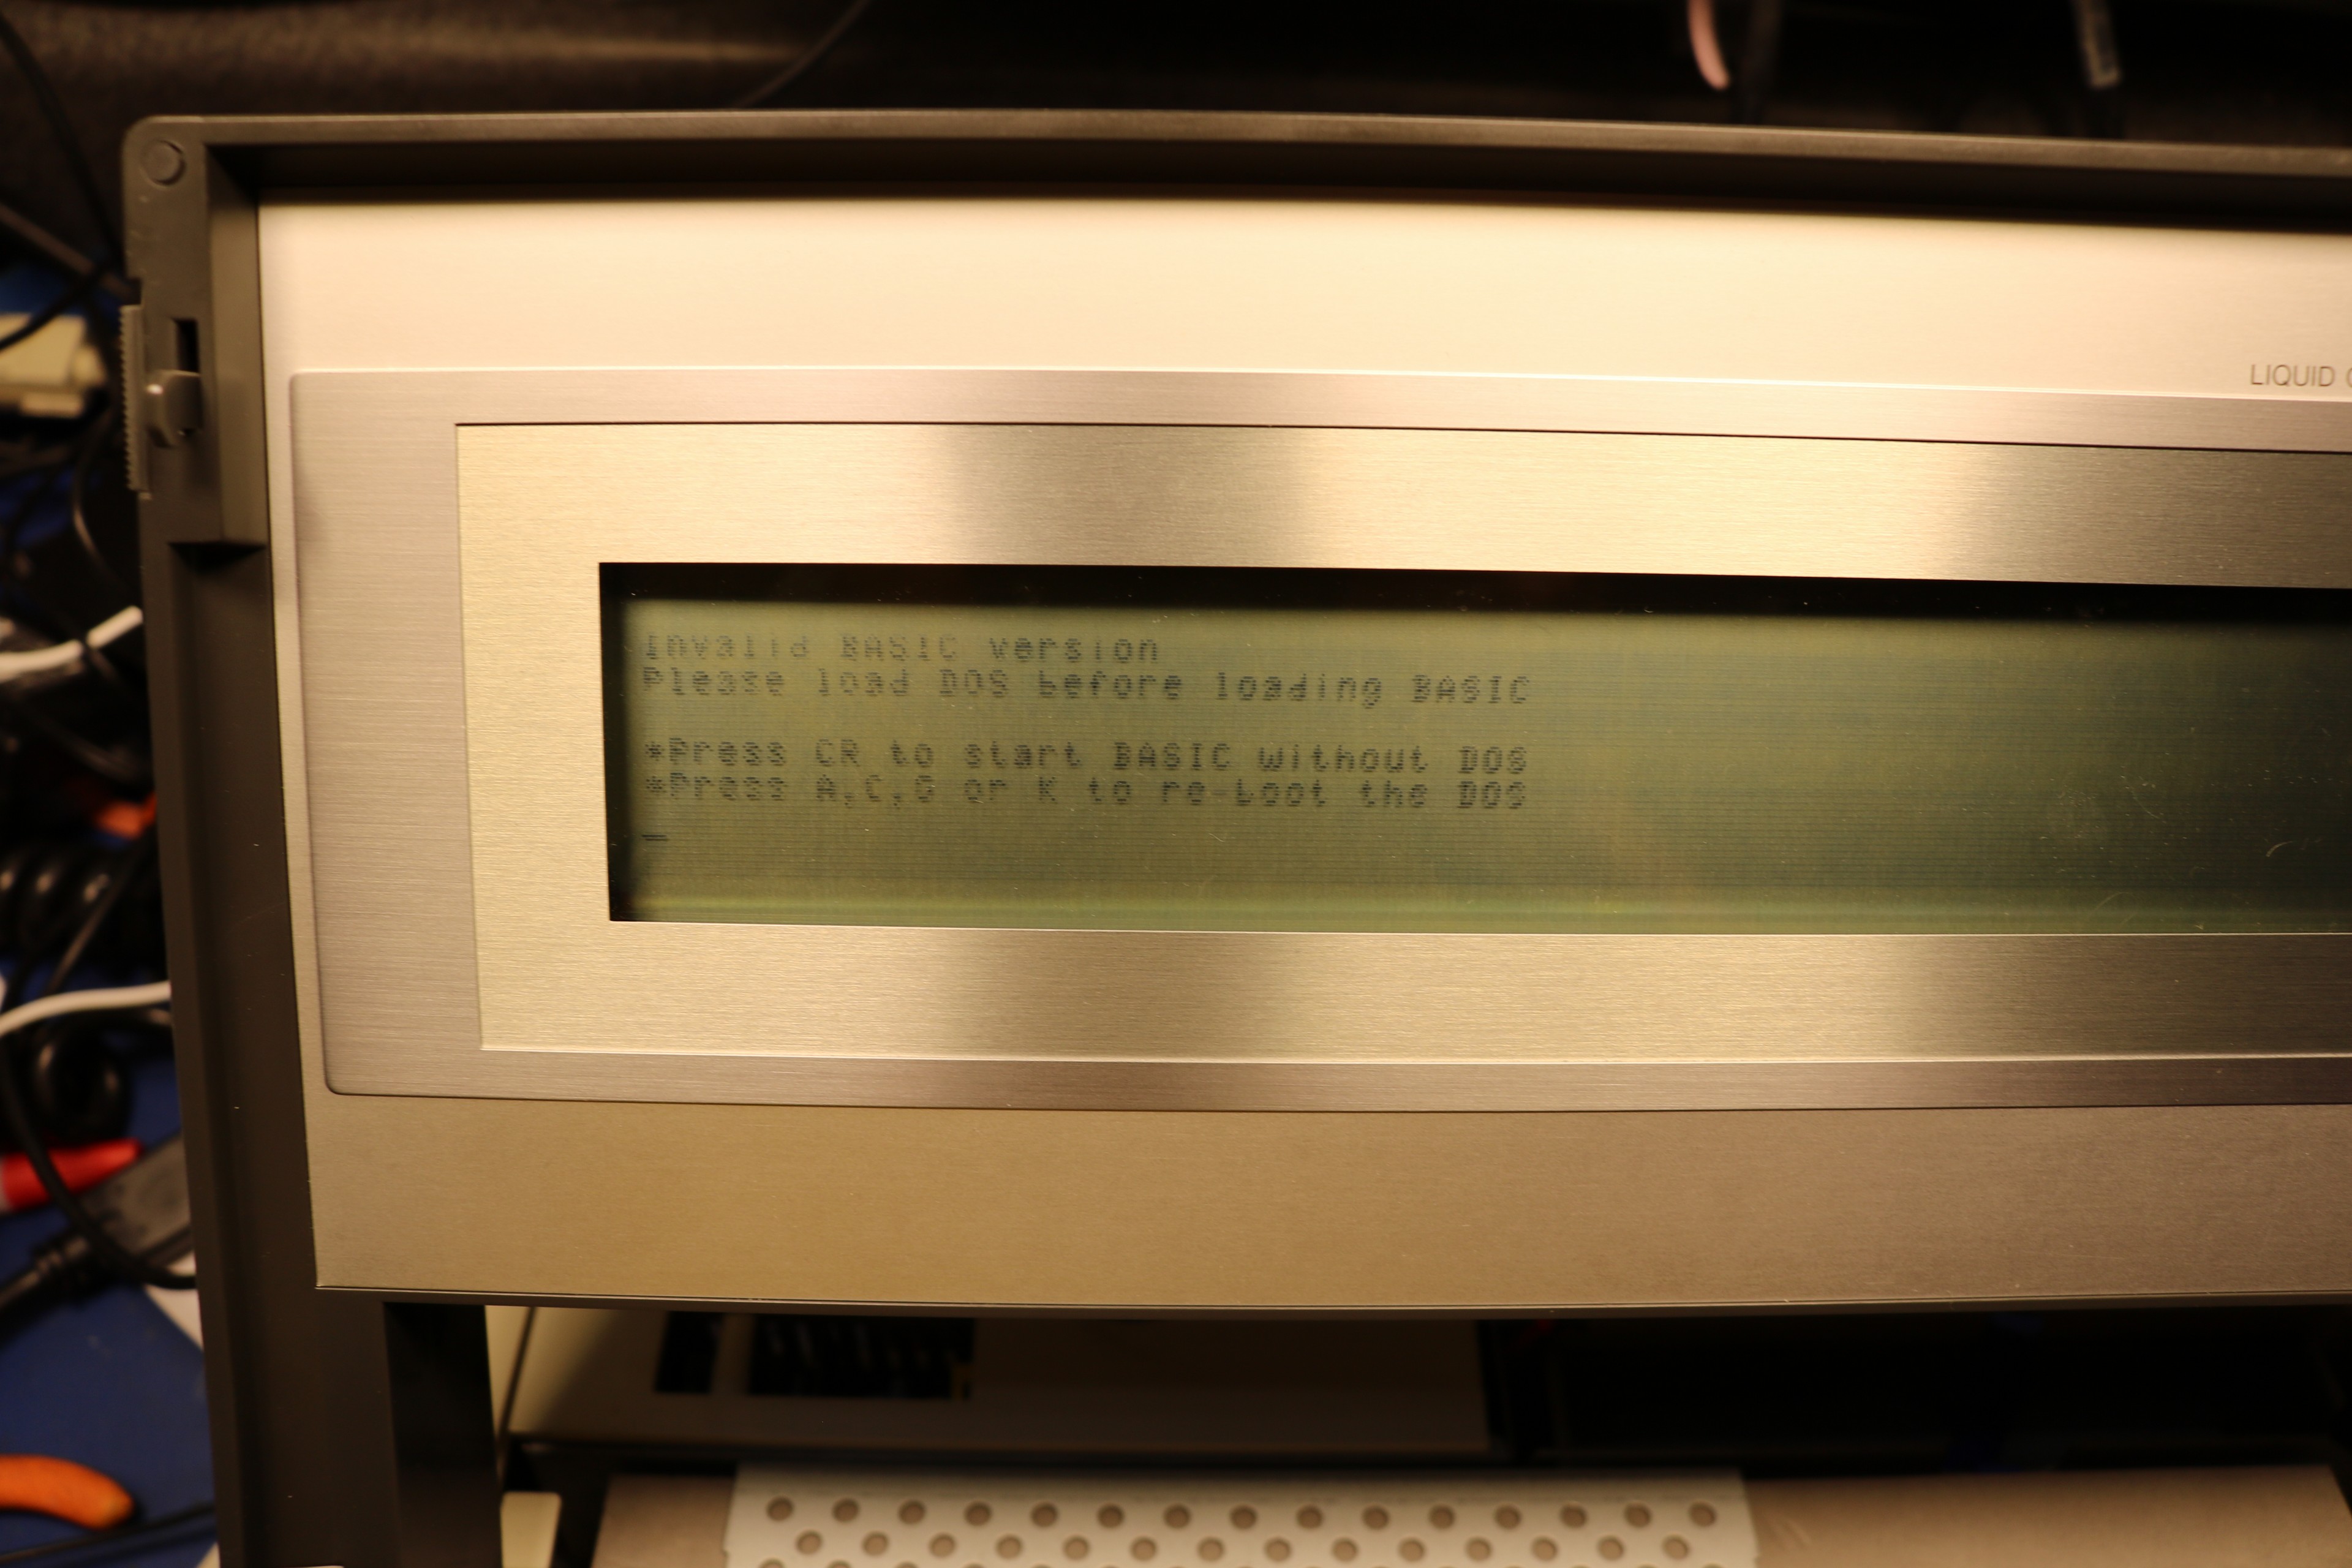 LIQUID
Invalid BASIC version
Please load DOS before loading BASIC
*Press CR to start BASIC without DOS
*Press A,C,G or K to re-boot the DOS
_